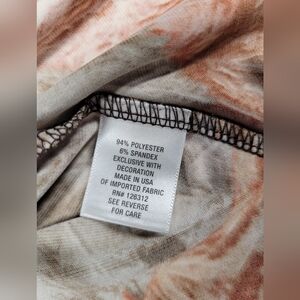 94% POLYESTER
6% SPANDEX
EXCLUSIVE WITH
DECORATION
MADE IN USA
OF IMPORTED FABRIC
RN# 128312
SEE REVERSE
FOR CARE